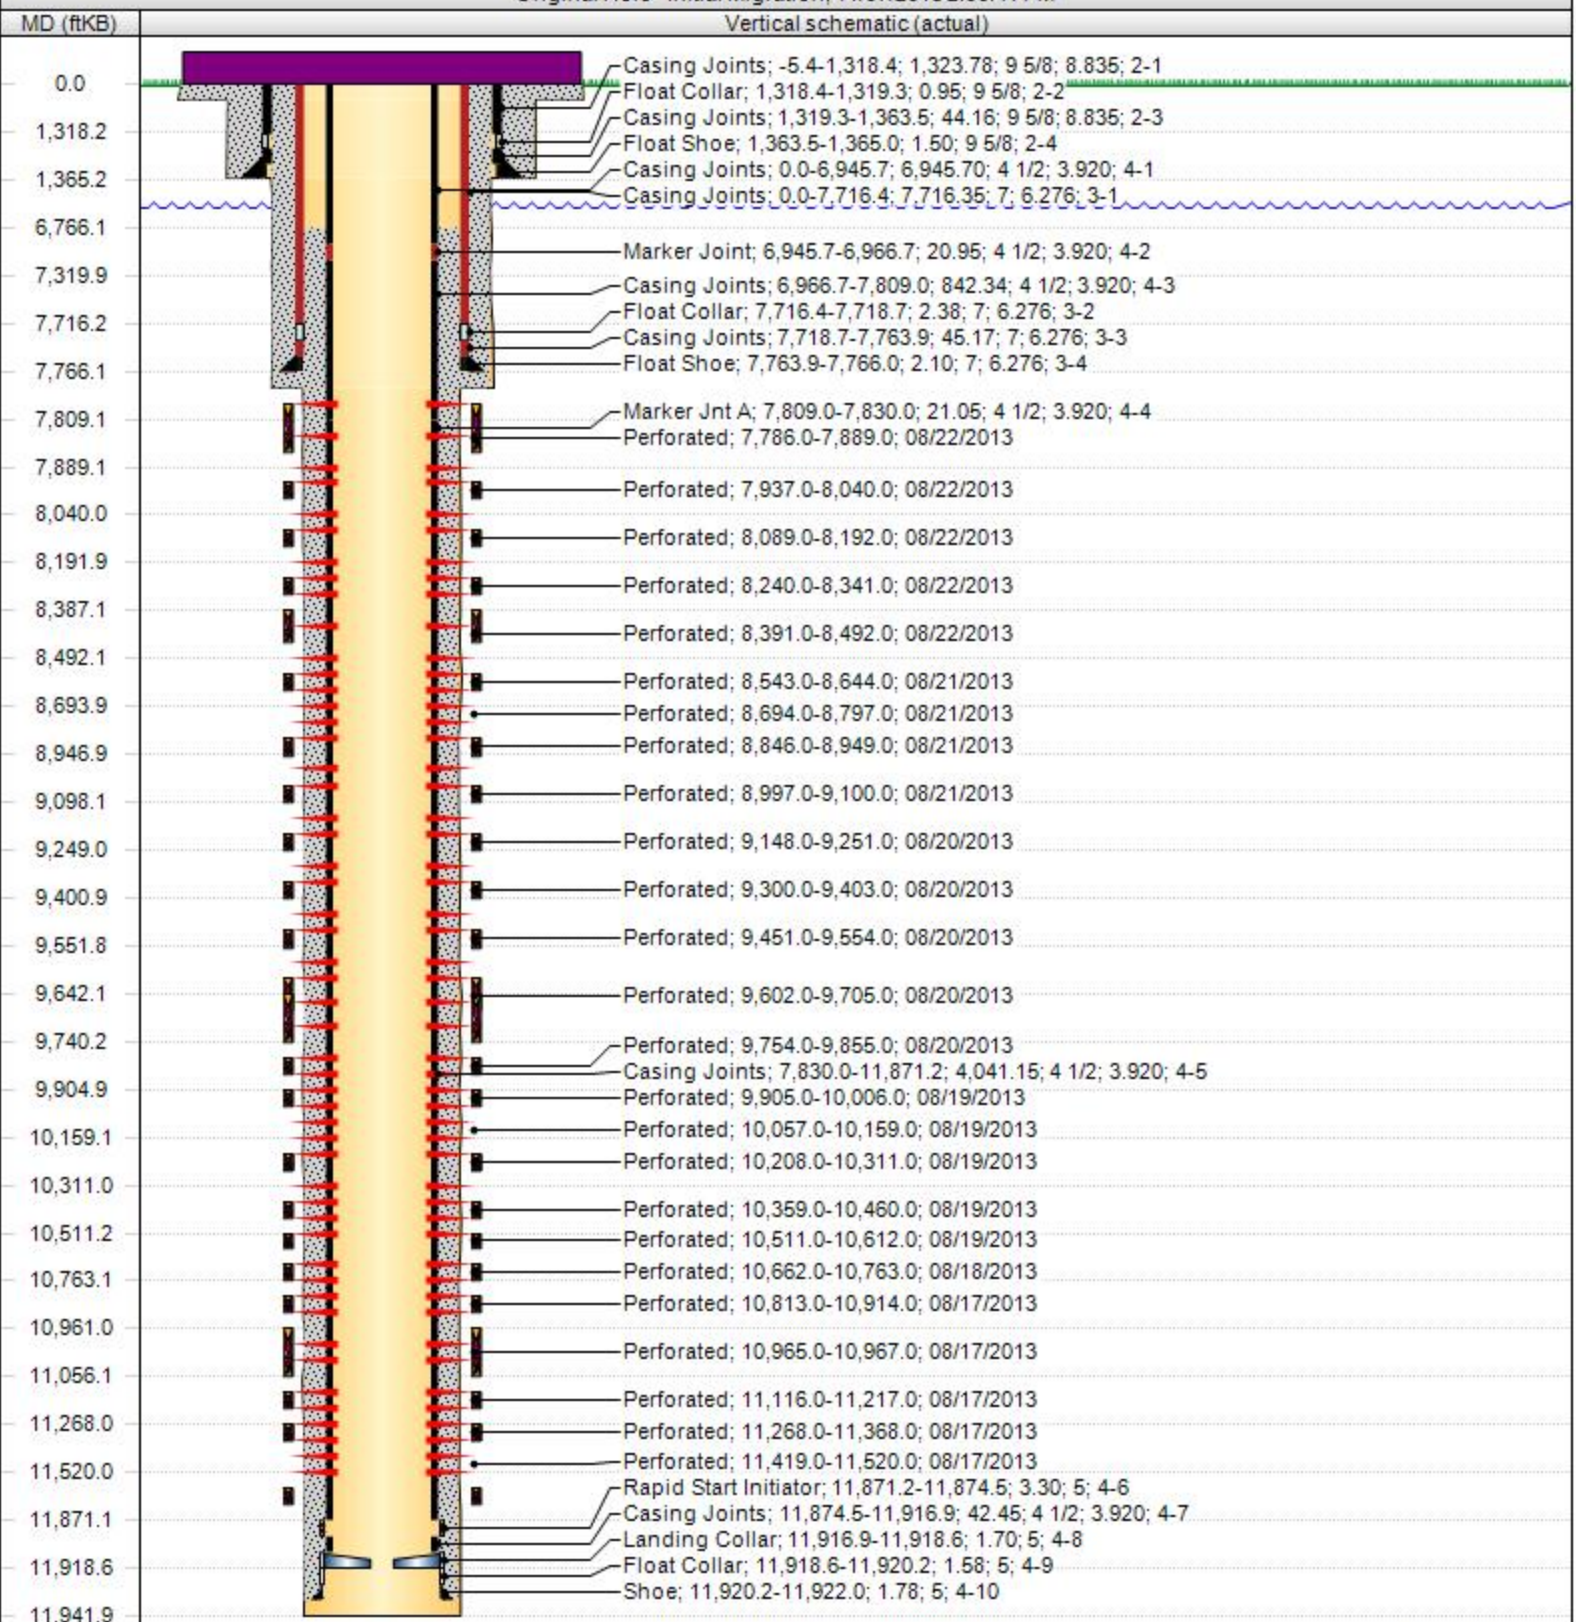 MD (ftKB)
Vertical schematic (actual)
0.0
1,318.2
1,365.2
6,766.1
7,319.9
7,716.2
7,766.1
7,809.1
7,889.1
8,040.0
8,191.9
8,387.1
8,492.1
8,693.9
8,946.9
9,098.1
9,249.0
9,400.9
9,551.8
9,642.1
9,740.2
9,904.9
10,159.1
10,311.0
10,511.2
10,763.1
10,961.0
11,056.1
11,268.0
11,520.0
11,871.1
11,918.6
11,941.9
Casing Joints; -5.4-1,318.4; 1,323.78; 9 5/8; 8.835; 2-1
Float Collar; 1,318.4-1,319.3; 0.95; 9 5/8; 2-2
Casing Joints; 1,319.3-1,363.5; 44.16; 9 5/8; 8.835; 2-3
Float Shoe; 1,363.5-1,365.0; 1.50; 9 5/8; 2-4
Casing Joints; 0.0-6,945.7; 6,945.70; 4 1/2; 3.920; 4-1
Casing Joints; 0.0-7,716.4; 7,716.35; 7; 6.276; 3-1
Marker Joint; 6,945.7-6,966.7; 20.95; 4 1/2; 3.920; 4-2
Casing Joints; 6,966.7-7,809.0; 842.34; 4 1/2; 3.920; 4-3
Float Collar; 7,716.4-7,718.7; 2.38; 7; 6.276; 3-2
Casing Joints; 7,718.7-7,763.9; 45.17; 7; 6.276; 3-3
Float Shoe; 7,763.9-7,766.0; 2.10; 7; 6.276; 3-4
Marker Jnt A; 7,809.0-7,830.0; 21.05; 4 1/2; 3.920; 4-4
Perforated; 7,786.0-7,889.0; 08/22/2013
Perforated; 7,937.0-8,040.0; 08/22/2013
Perforated; 8,089.0-8,192.0; 08/22/2013
Perforated; 8,240.0-8,341.0; 08/22/2013
Perforated; 8,391.0-8,492.0; 08/22/2013
Perforated; 8,543.0-8,644.0; 08/21/2013
Perforated; 8,694.0-8,797.0; 08/21/2013
Perforated; 8,846.0-8,949.0; 08/21/2013
Perforated; 8,997.0-9,100.0; 08/21/2013
Perforated; 9,148.0-9,251.0; 08/20/2013
Perforated; 9,300.0-9,403.0; 08/20/2013
Perforated; 9,451.0-9,554.0; 08/20/2013
Perforated; 9,602.0-9,705.0; 08/20/2013
Perforated; 9,754.0-9,855.0; 08/20/2013
Casing Joints; 7,830.0-11,871.2; 4,041.15; 4 1/2; 3.920; 4-5
Perforated; 9,905.0-10,006.0; 08/19/2013
Perforated; 10,057.0-10,159.0; 08/19/2013
Perforated; 10,208.0-10,311.0; 08/19/2013
Perforated; 10,359.0-10,460.0; 08/19/2013
Perforated; 10,511.0-10,612.0; 08/19/2013
Perforated; 10,662.0-10,763.0; 08/18/2013
Perforated; 10,813.0-10,914.0; 08/17/2013
Perforated; 10,965.0-10,967.0; 08/17/2013
Perforated; 11,116.0-11,217.0; 08/17/2013
Perforated; 11,268.0-11,368.0; 08/17/2013
Perforated; 11,419.0-11,520.0; 08/17/2013
Rapid Start Initiator; 11,871.2-11,874.5; 3.30; 5; 4-6
Casing Joints; 11,874.5-11,916.9; 42.45; 4 1/2; 3.920; 4-7
Landing Collar; 11,916.9-11,918.6; 1.70; 5; 4-8
Float Collar; 11,918.6-11,920.2; 1.58; 5; 4-9
Shoe; 11,920.2-11,922.0; 1.78; 5; 4-10